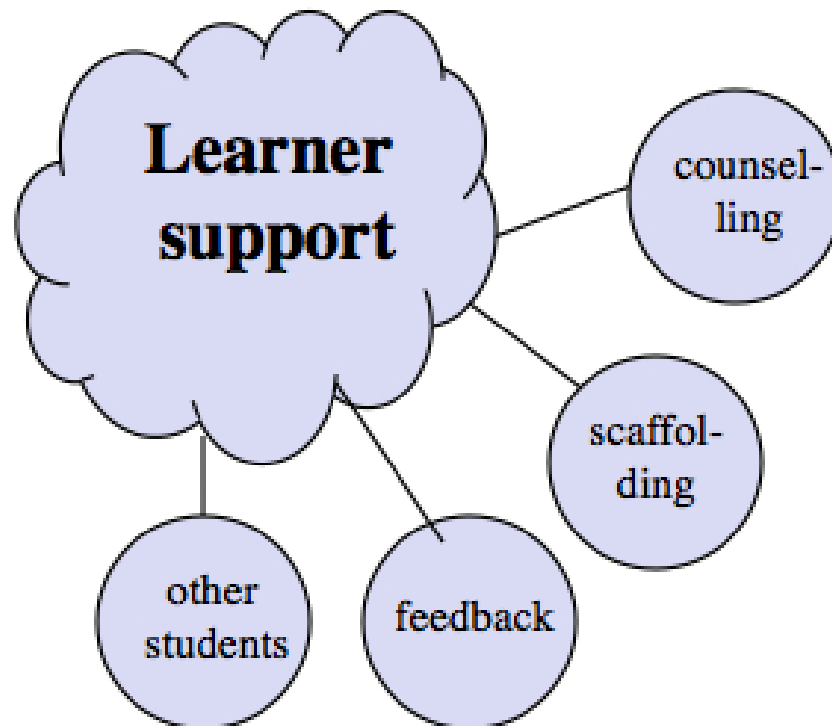 Learner
support
counsel-
ling
scaffol-
ding
feedback
other
students